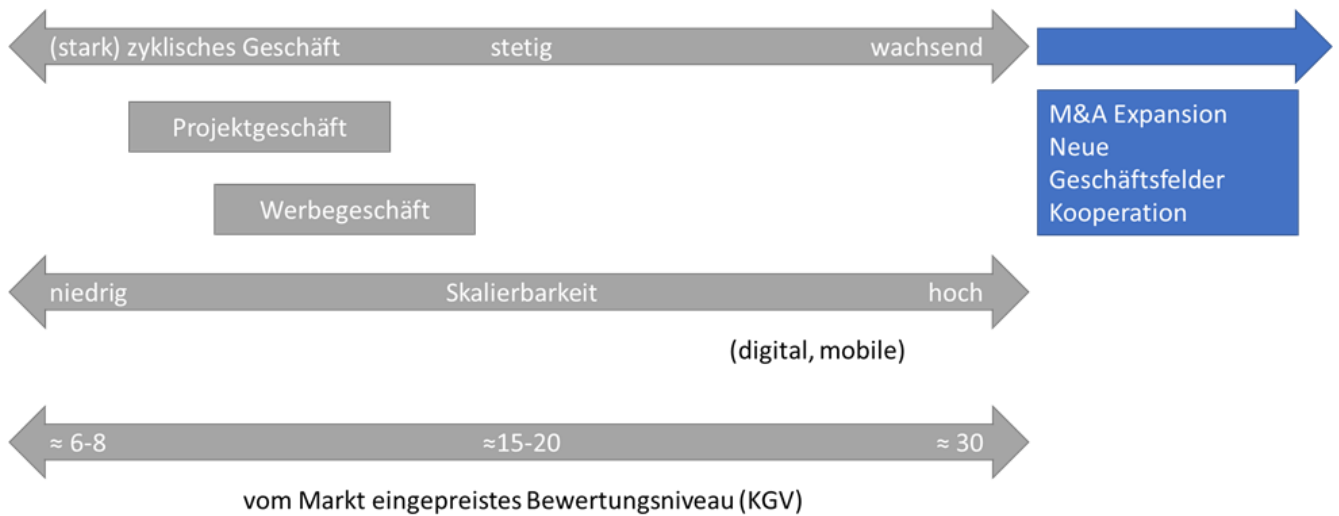 (stark) zyklisches Geschäft stetig wachsend
Projektgeschäft
Werbegeschäft
M&A Expansion
Neue
Geschäftsfelder
Kooperation
niedrig Skalierbarkeit hoch
(digital, mobile)
≈ 6-8 ≈15-20 ≈ 30
vom Markt eingepreistes Bewertungsniveau (KGV)